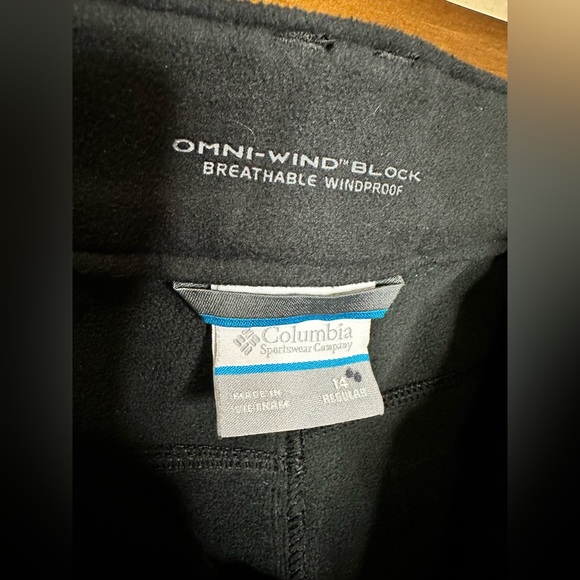 OMNI-WIND™ BLOCK
BREATHABLE WINDPROOF
Columbia
Sportswear Company
MADE IN
VIETNAM
14
REGULAR